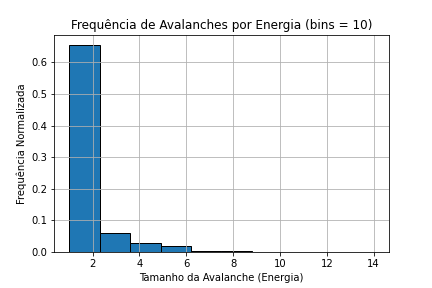 Frequência de Avalanches por Energia (bins = 10)
Frequência Normalizada
0.6
0.5
0.4
0.3
0.2
0.1
0.0
2 4 6 8 10 12 14
Tamanho da Avalanche (Energia)